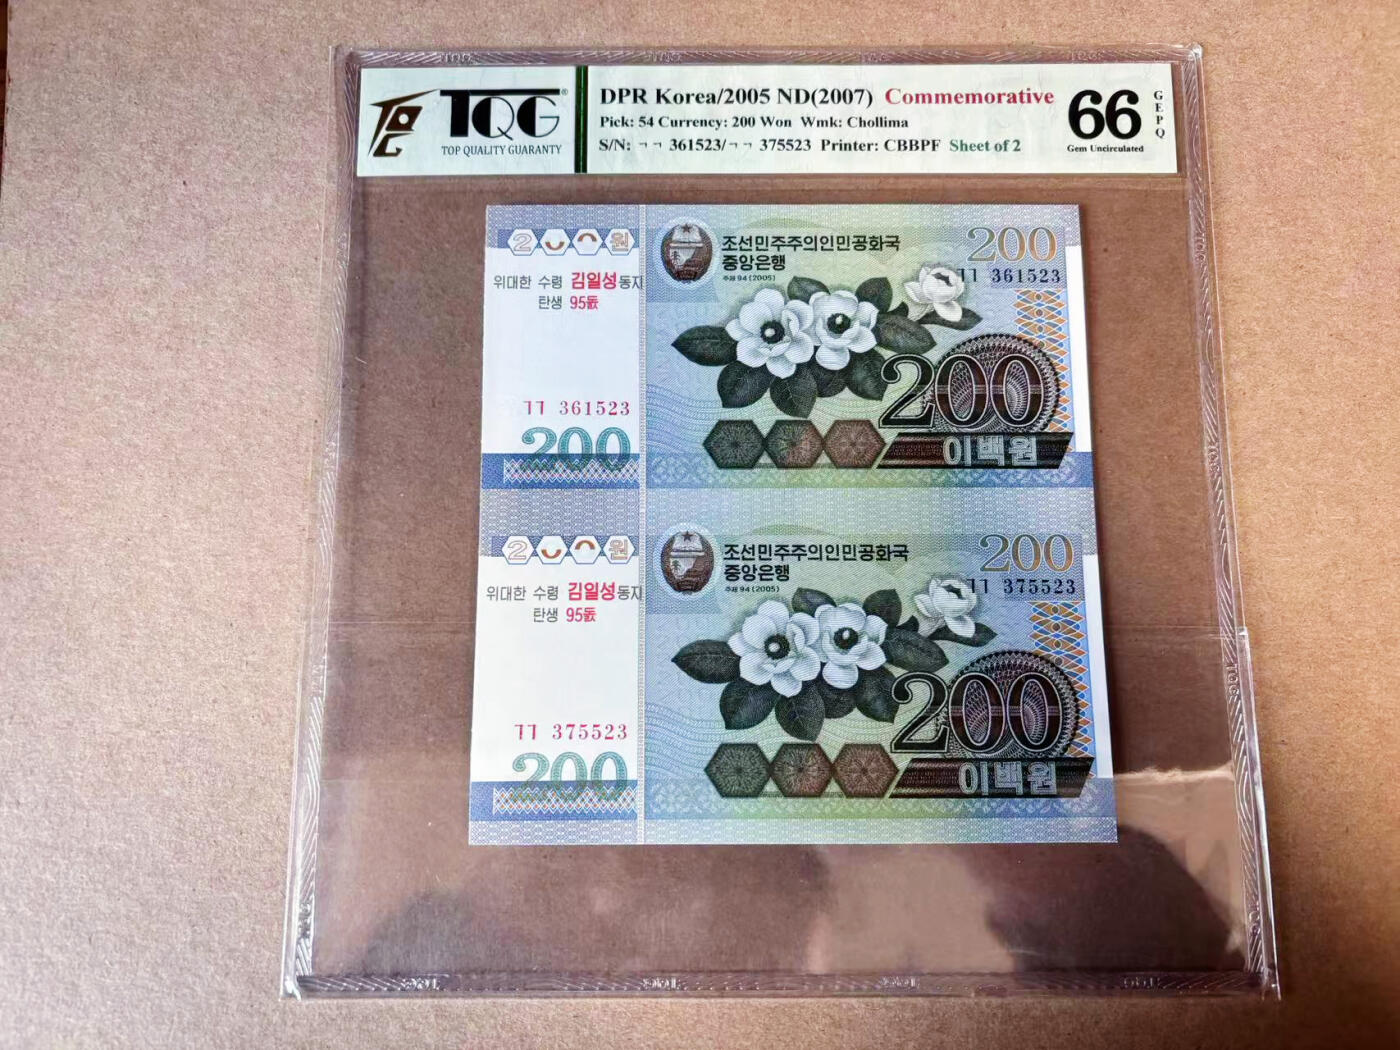 TQG®
TOP QUALITY GUARANTY
DPR Korea/2005 ND(2007) Commemorative
Pick: 54 Currency: 200 Won Wmk: Chollima
S/N: ㄱㄱ 361523/ㄱㄱ 375523 Printer: CBBPF Sheet of 2
66
Gem Uncirculated
GEPQ
200원
위대한 수령 김일성동지
탄생 95돐
ㄱㄱ 361523
200
조선민주주의인민공화국
중앙은행
주체94(2005)
200
ㄱㄱ 361523
200
이백원
200원
위대한 수령 김일성동지
탄생 95돐
ㄱㄱ 375523
200
조선민주주의인민공화국
중앙은행
주체94(2005)
200
ㄱㄱ 375523
200
이백원